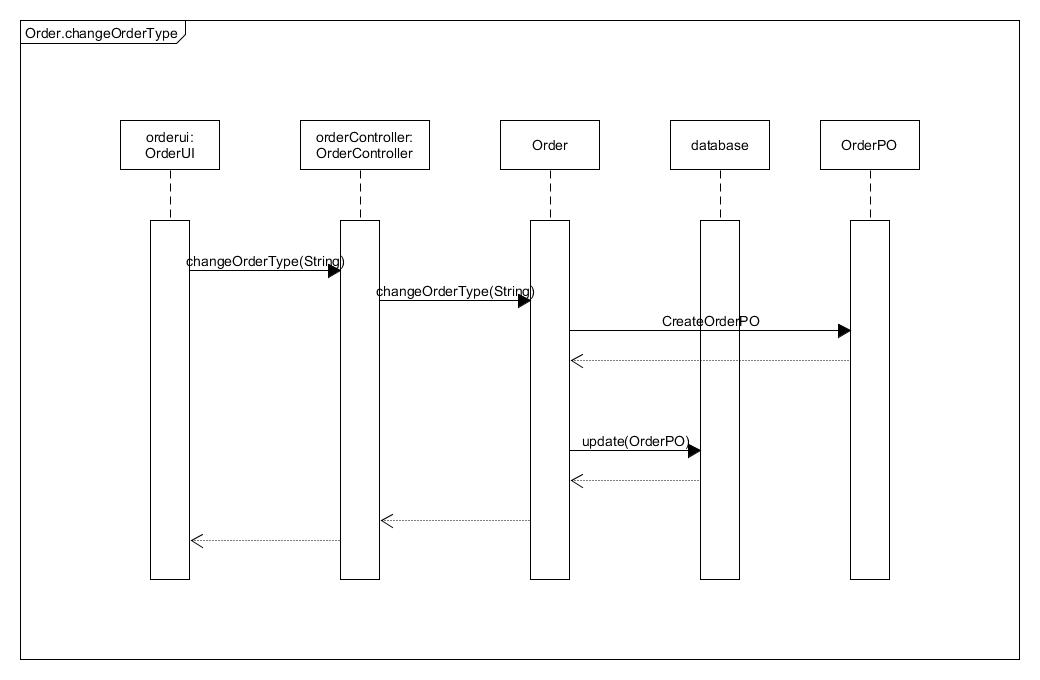 Order.changeOrderType
orderui:
OrderUI
orderController:
OrderController
Order
database
OrderPO
changeOrderType(String)
changeOrderType(String)
CreateOrderPO
update(OrderPO)